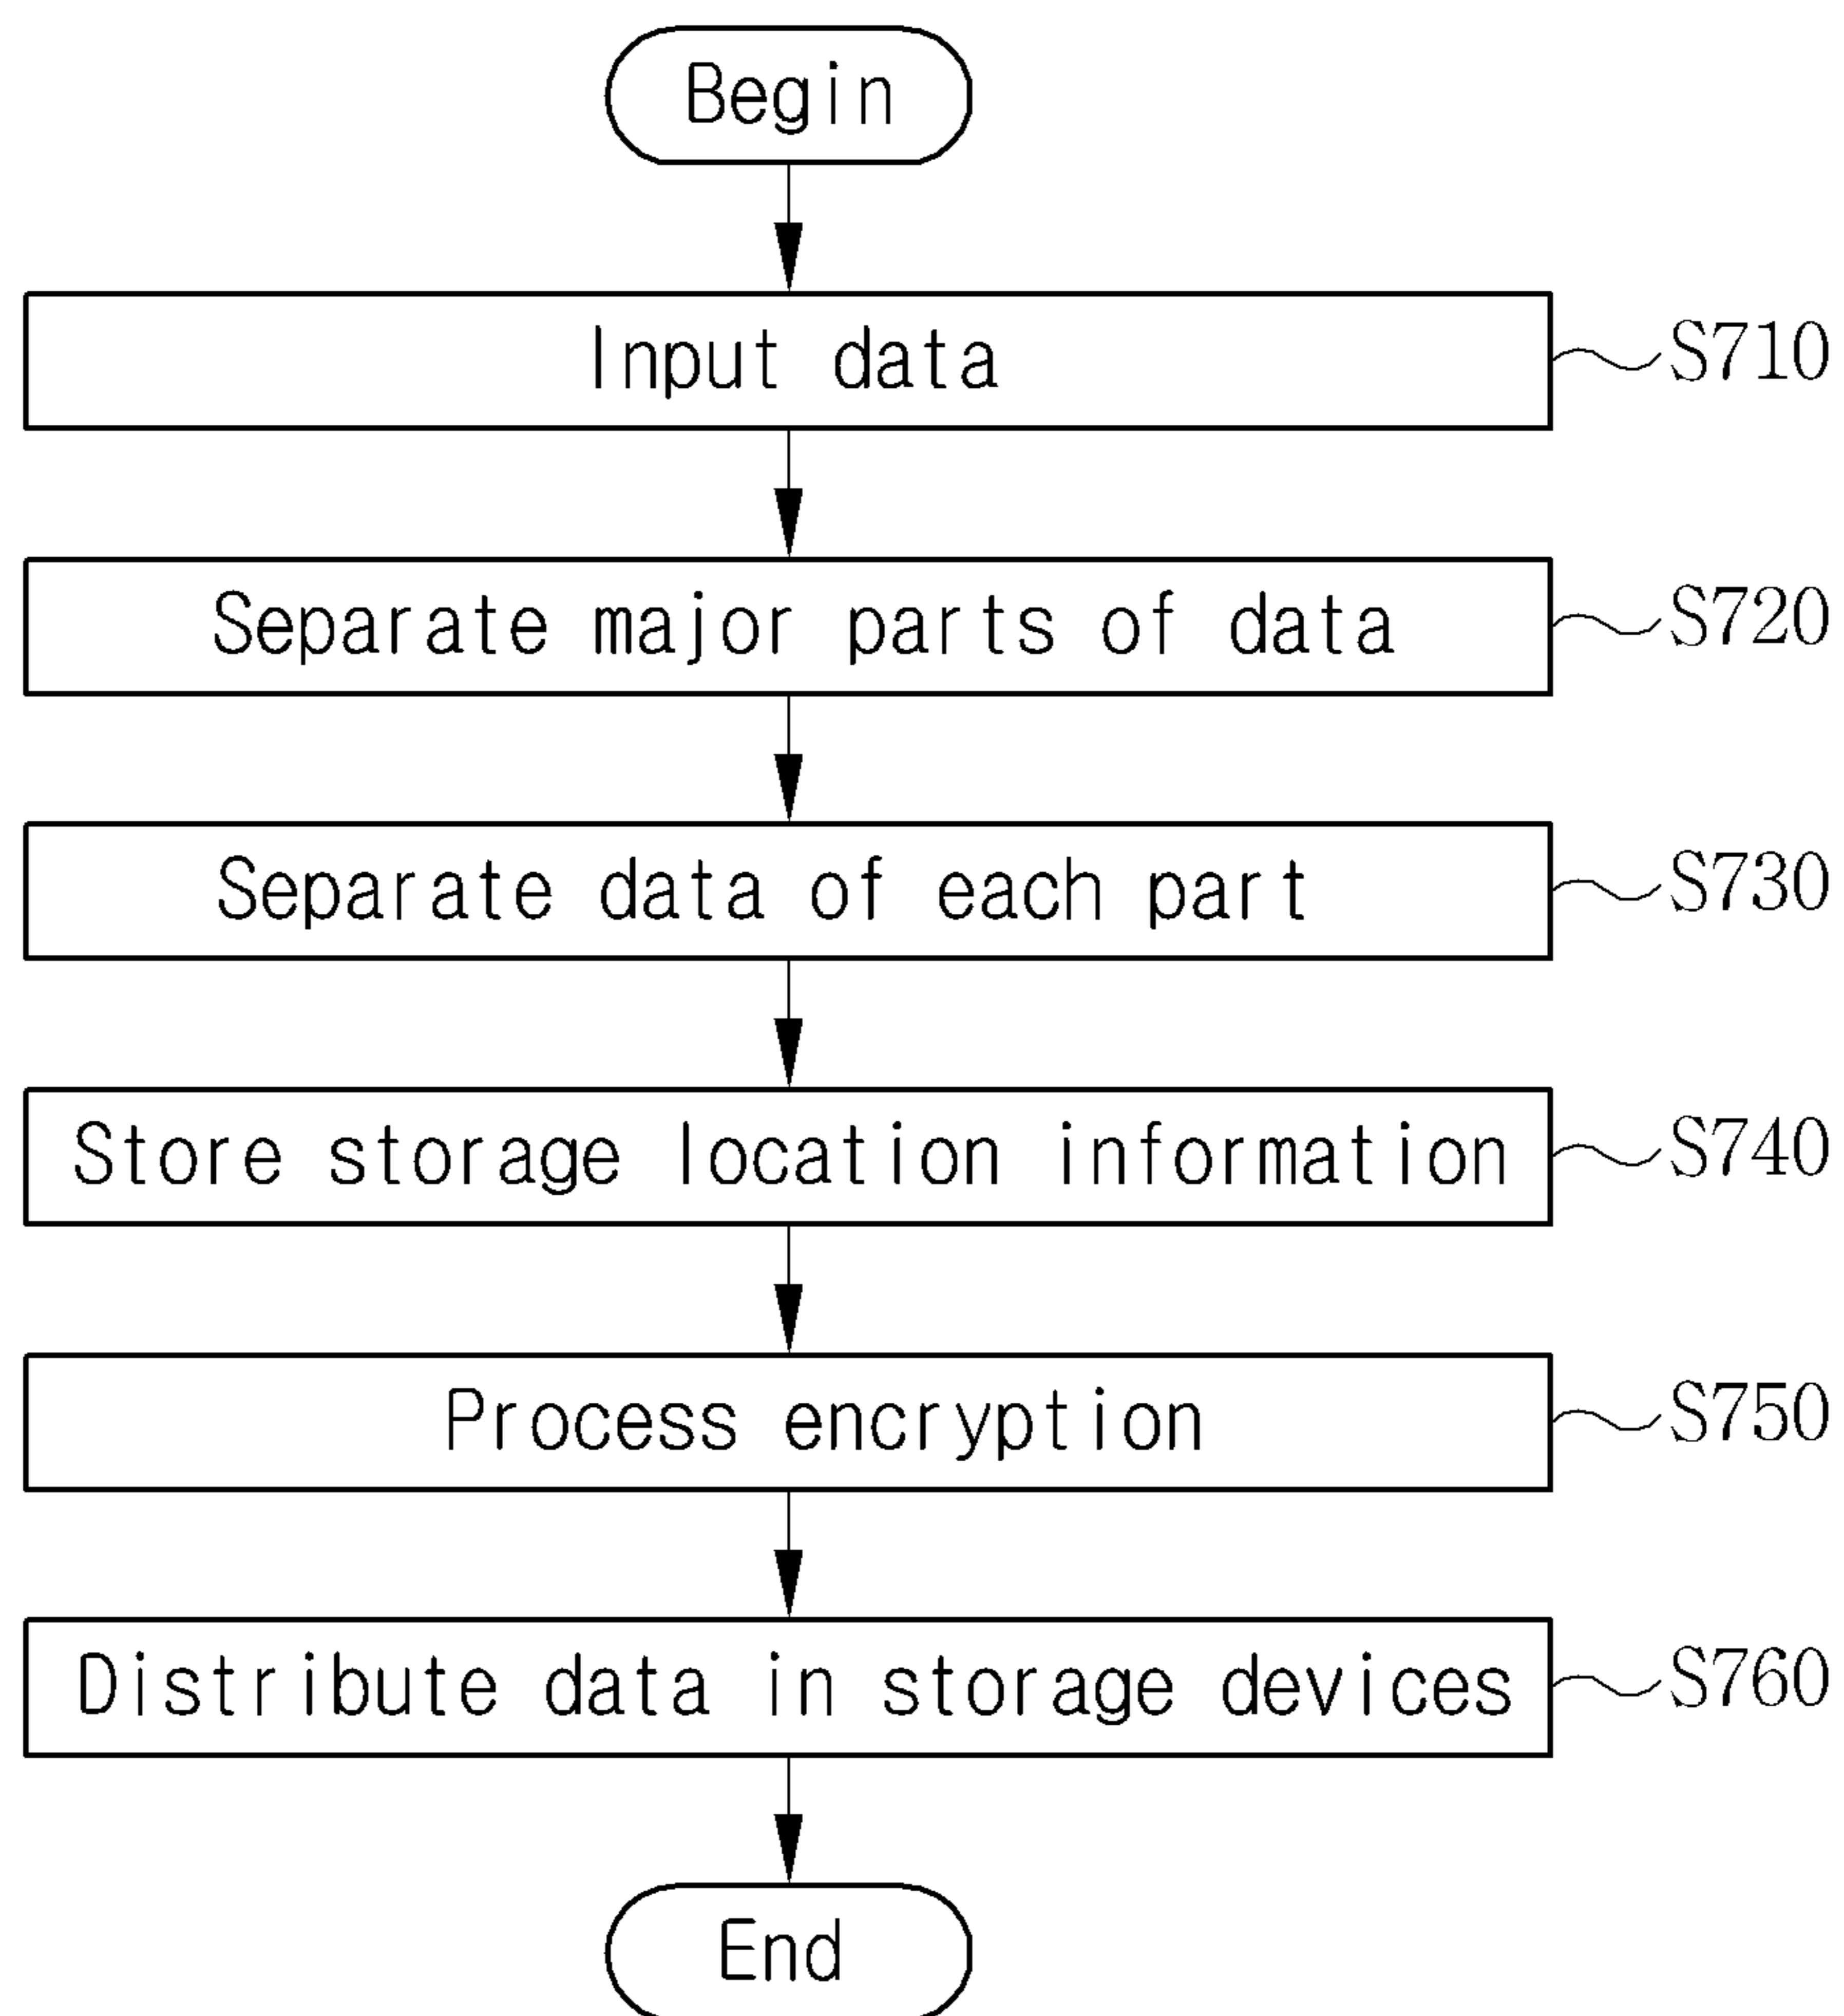 Begin
Input data S710
Separate major parts of data S720
Separate data of each part S730
Store storage location information S740
Process encryption S750
Distribute data in storage devices S760
End